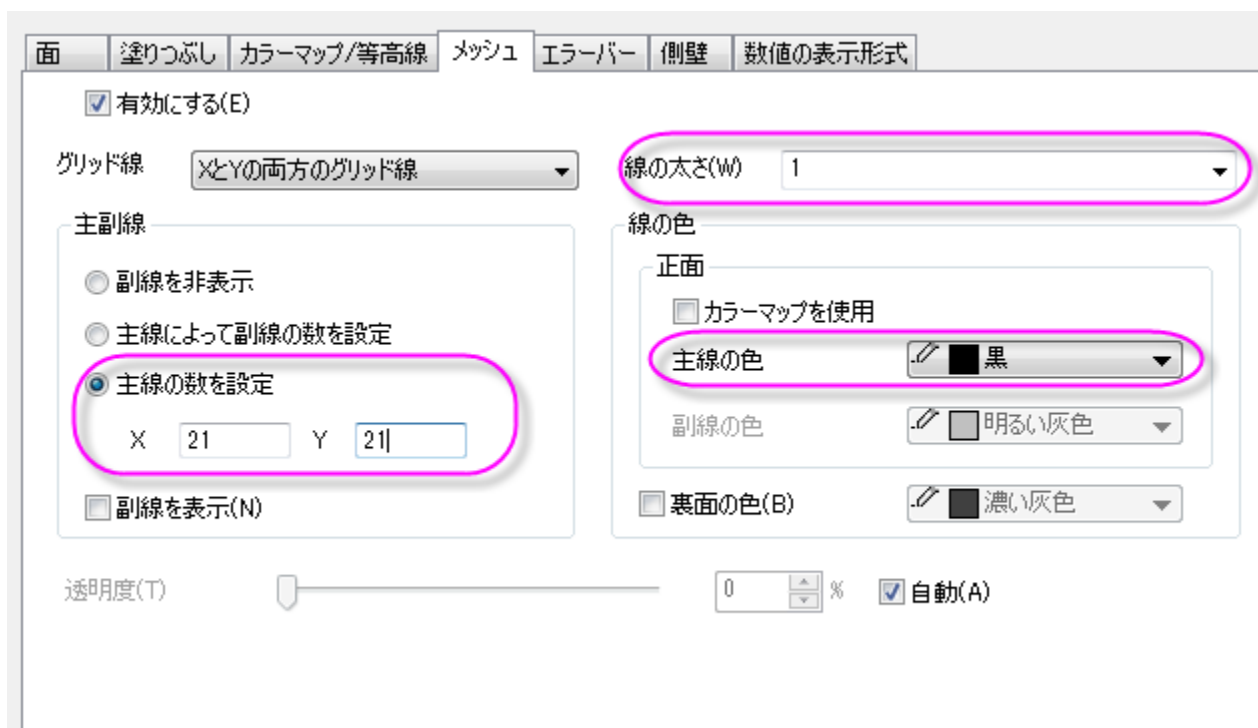 面 塗りつぶし カラーマップ/等高線 メッシュ エラーバー 側壁 数値の表示形式
有効にする(E)
グリッド線 XとYの両方のグリッド線 線の太さ(W) 1
主副線
副線を非表示
主線によって副線の数を設定
主線の数を設定
X 21 Y 21
副線を表示(N)
線の色
正面
カラーマップを使用
主線の色 黒
副線の色 明るい灰色
裏面の色(B) 濃い灰色
透明度(T) 0 % 自動(A)